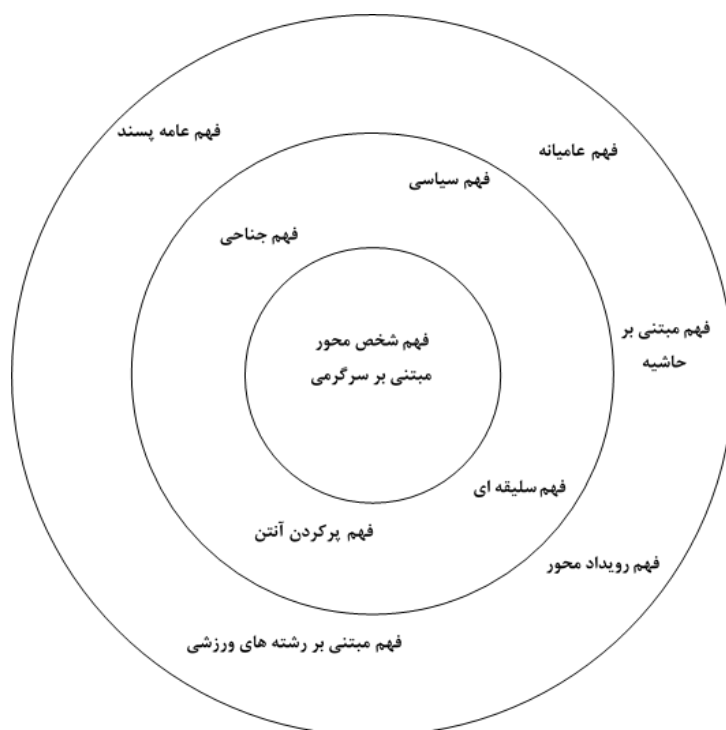 فهم عامه پسند
فهم عامیانه
فهم سیاسی
فهم جناحی
فهم مبتنی بر
حاشیه
فهم شخص محور
مبتنی بر سرگرمی
فهم سلیقه ای
فهم پرکردن آنتن
فهم رویداد محور
فهم مبتنی بر رشته های ورزشی